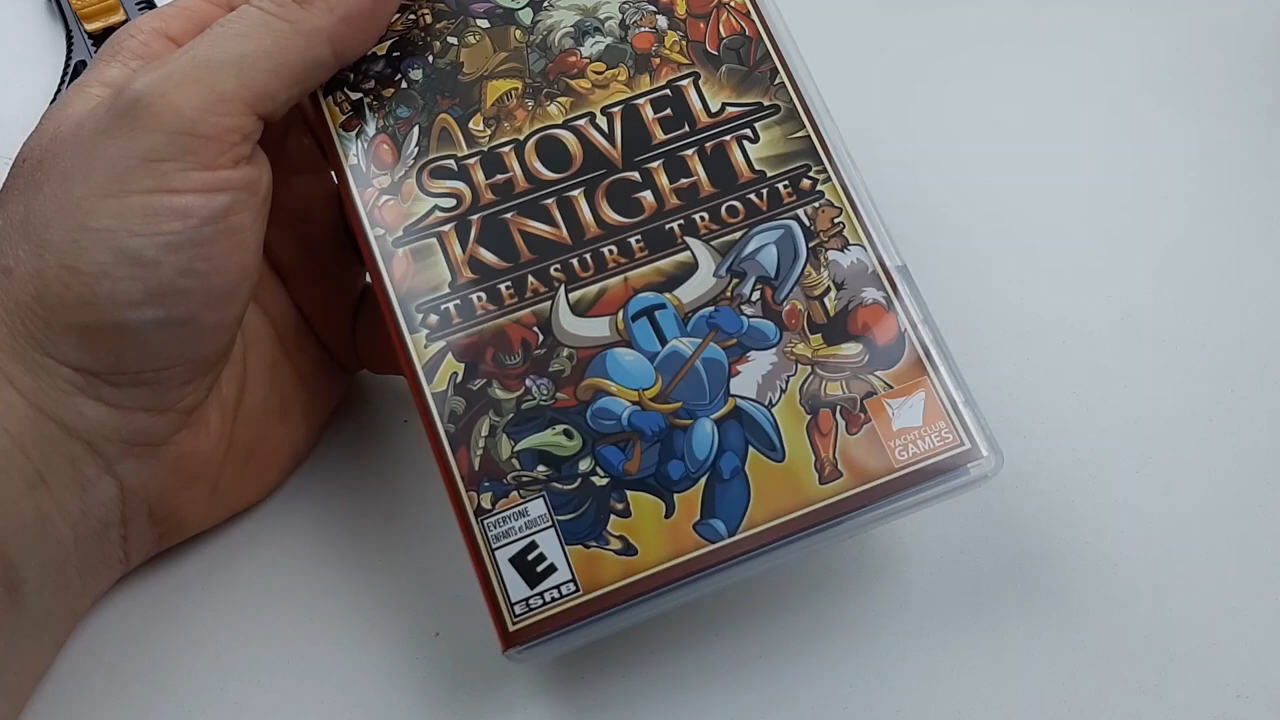 SHOVEL
KNIGHT
TREASURE TROVE
YACHT CLUB
GAMES
EVERYONE
ENFANTS et ADULTES
E
ESRB